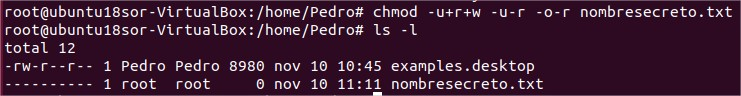 root@ubuntu18sor-VirtualBox:/home/Pedro# chmod -u+r+w -u-r -o-r nombresecreto.txt
root@ubuntu18sor-VirtualBox:/home/Pedro# ls -l
total 12
-rw-r--r-- 1 Pedro Pedro 8980 nov 10 10:45 examples.desktop
---------- 1 root  root     0 nov 10 11:11 nombresecreto.txt